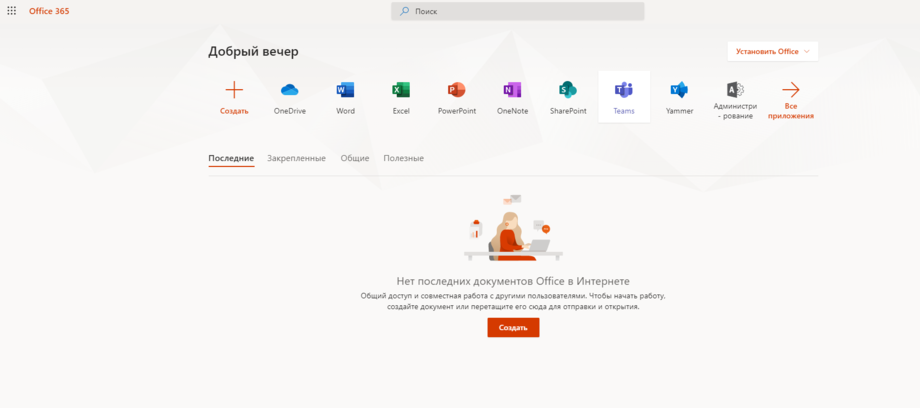 Office 365
Поиск
Добрый вечер
Установить Office
Создать
OneDrive
Word
Excel
PowerPoint
OneNote
SharePoint
Teams
Yammer
Администри
- рование
Все
приложения
Последние
Закрепленные
Общие
Полезные
Нет последних документов Office в Интернете
Общий доступ и совместная работа с другими пользователями. Чтобы начать работу,
создайте документ или перетащите его сюда для отправки и открытия.
Создать